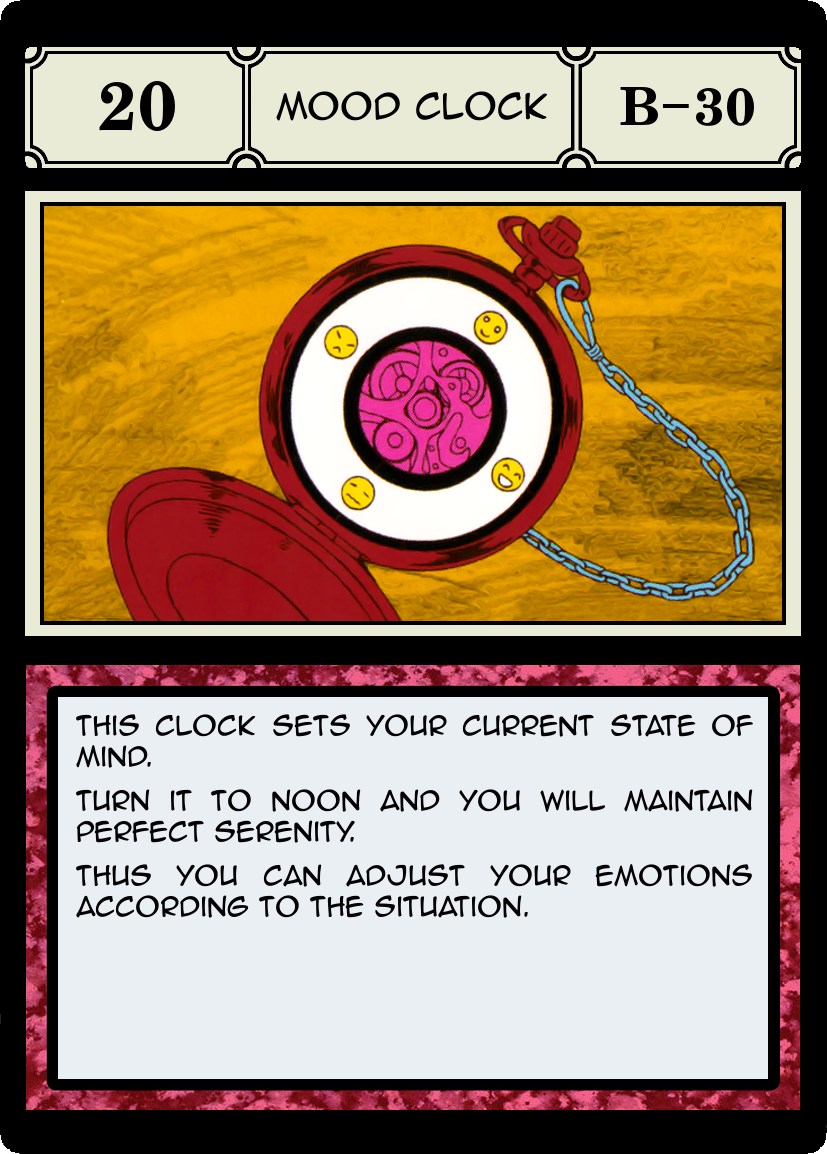 20 MOOD CLOCK B-30
THIS CLOCK SETS YOUR CURRENT STATE OF
MIND.
TURN IT TO NOON AND YOU WILL MAINTAIN
PERFECT SERENITY.
THUS YOU CAN ADJUST YOUR EMOTIONS
ACCORDING TO THE SITUATION.